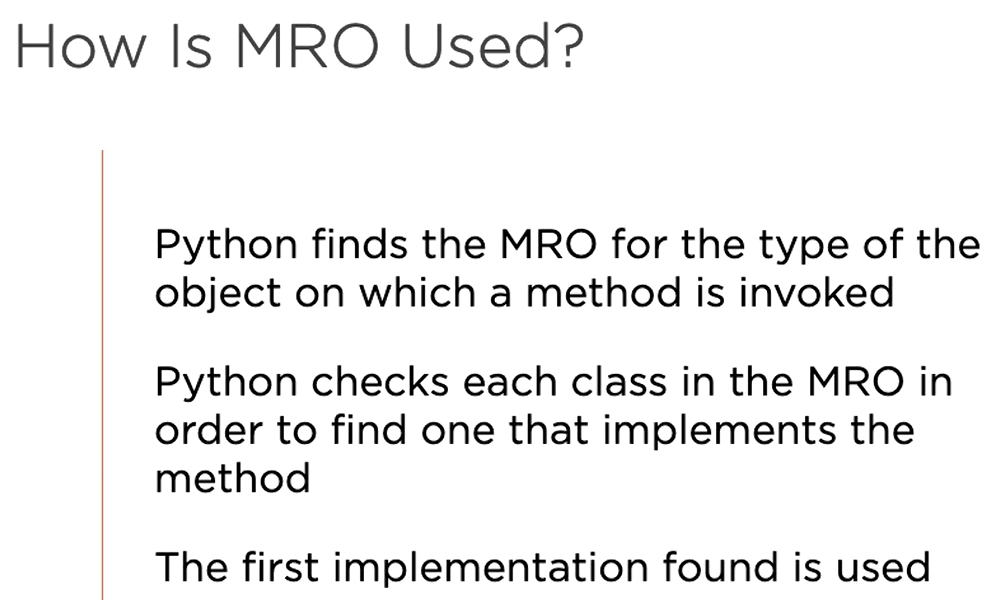 How Is MRO Used?
Python finds the MRO for the type of the
object on which a method is invoked
Python checks each class in the MRO in
order to find one that implements the
method
The first implementation found is used